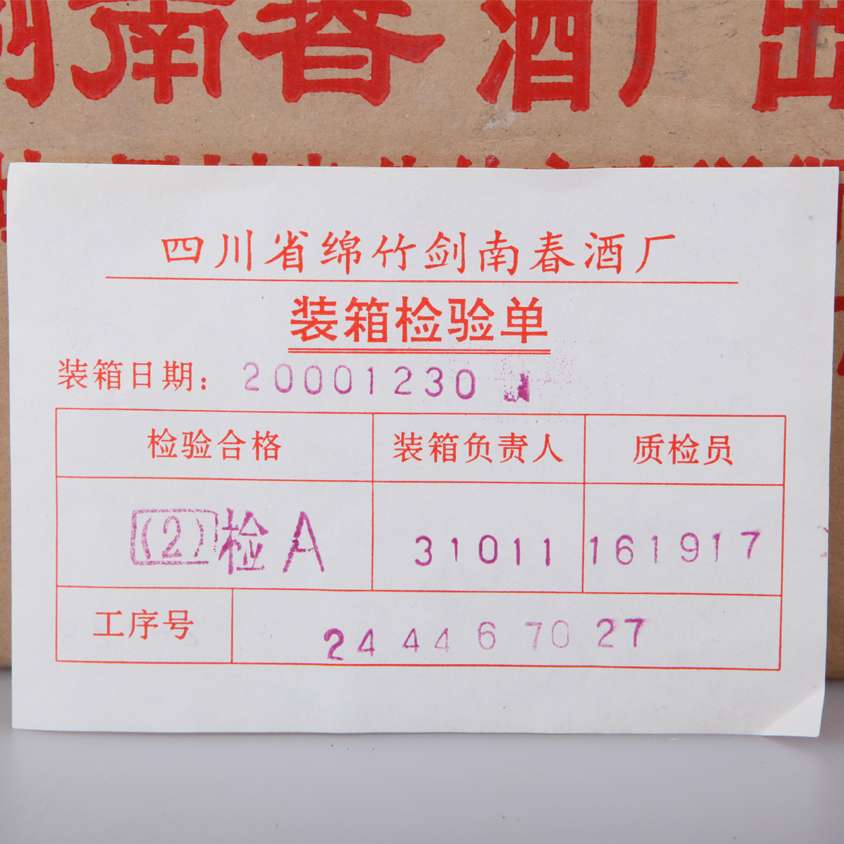 剑南春酒厂出
四川省绵竹剑南春酒厂
装箱检验单
装箱日期：20001230
检验合格 装箱负责人 质检员
(2)检A 31011 161917
工序号 24 44 6 70 27